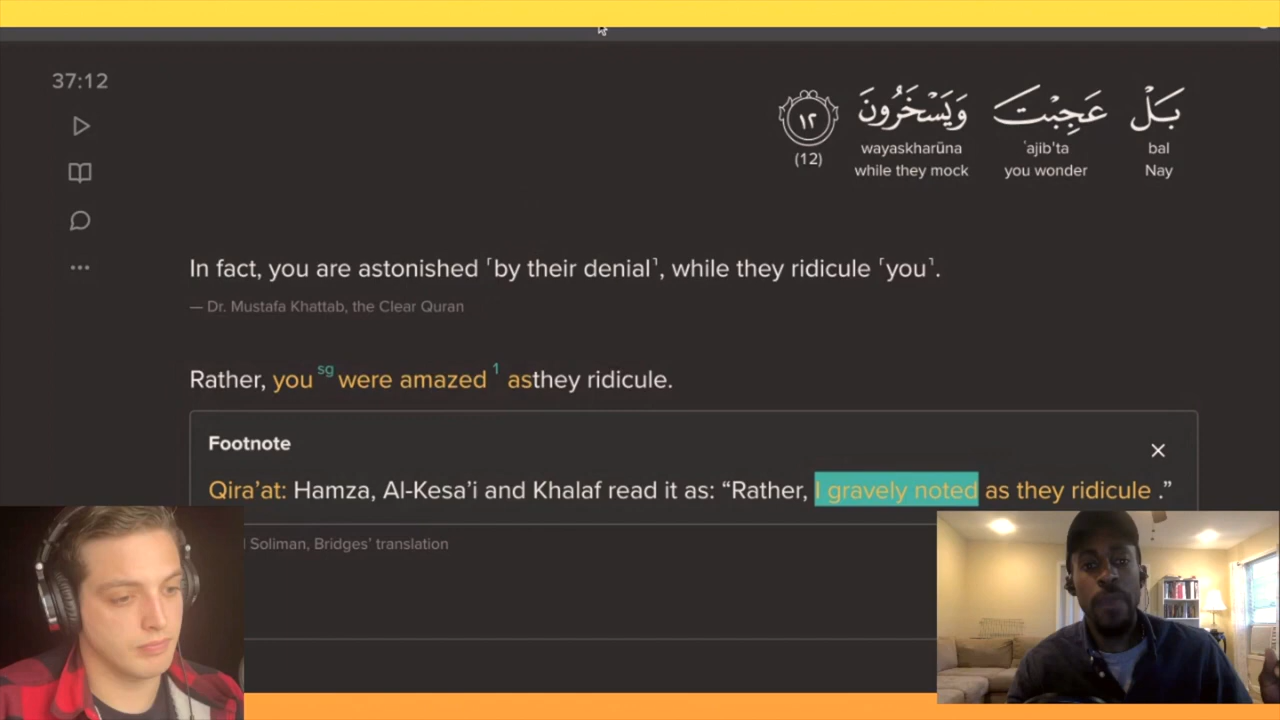 37:12
بَلْ عَجِبْتَ وَيَسْخَرُونَ ١٢
wayaskharūna ʿajib'ta bal
(12) while they mock you wonder Nay
In fact, you are astonished ˹by their denial˺, while they ridicule ˹you˺.
— Dr. Mustafa Khattab, the Clear Quran
Rather, you sg were amazed 1 asthey ridicule.
Footnote
Qira’at: Hamza, Al-Kesa’i and Khalaf read it as: “Rather, I gravely noted as they ridicule .”
Soliman, Bridges’ translation